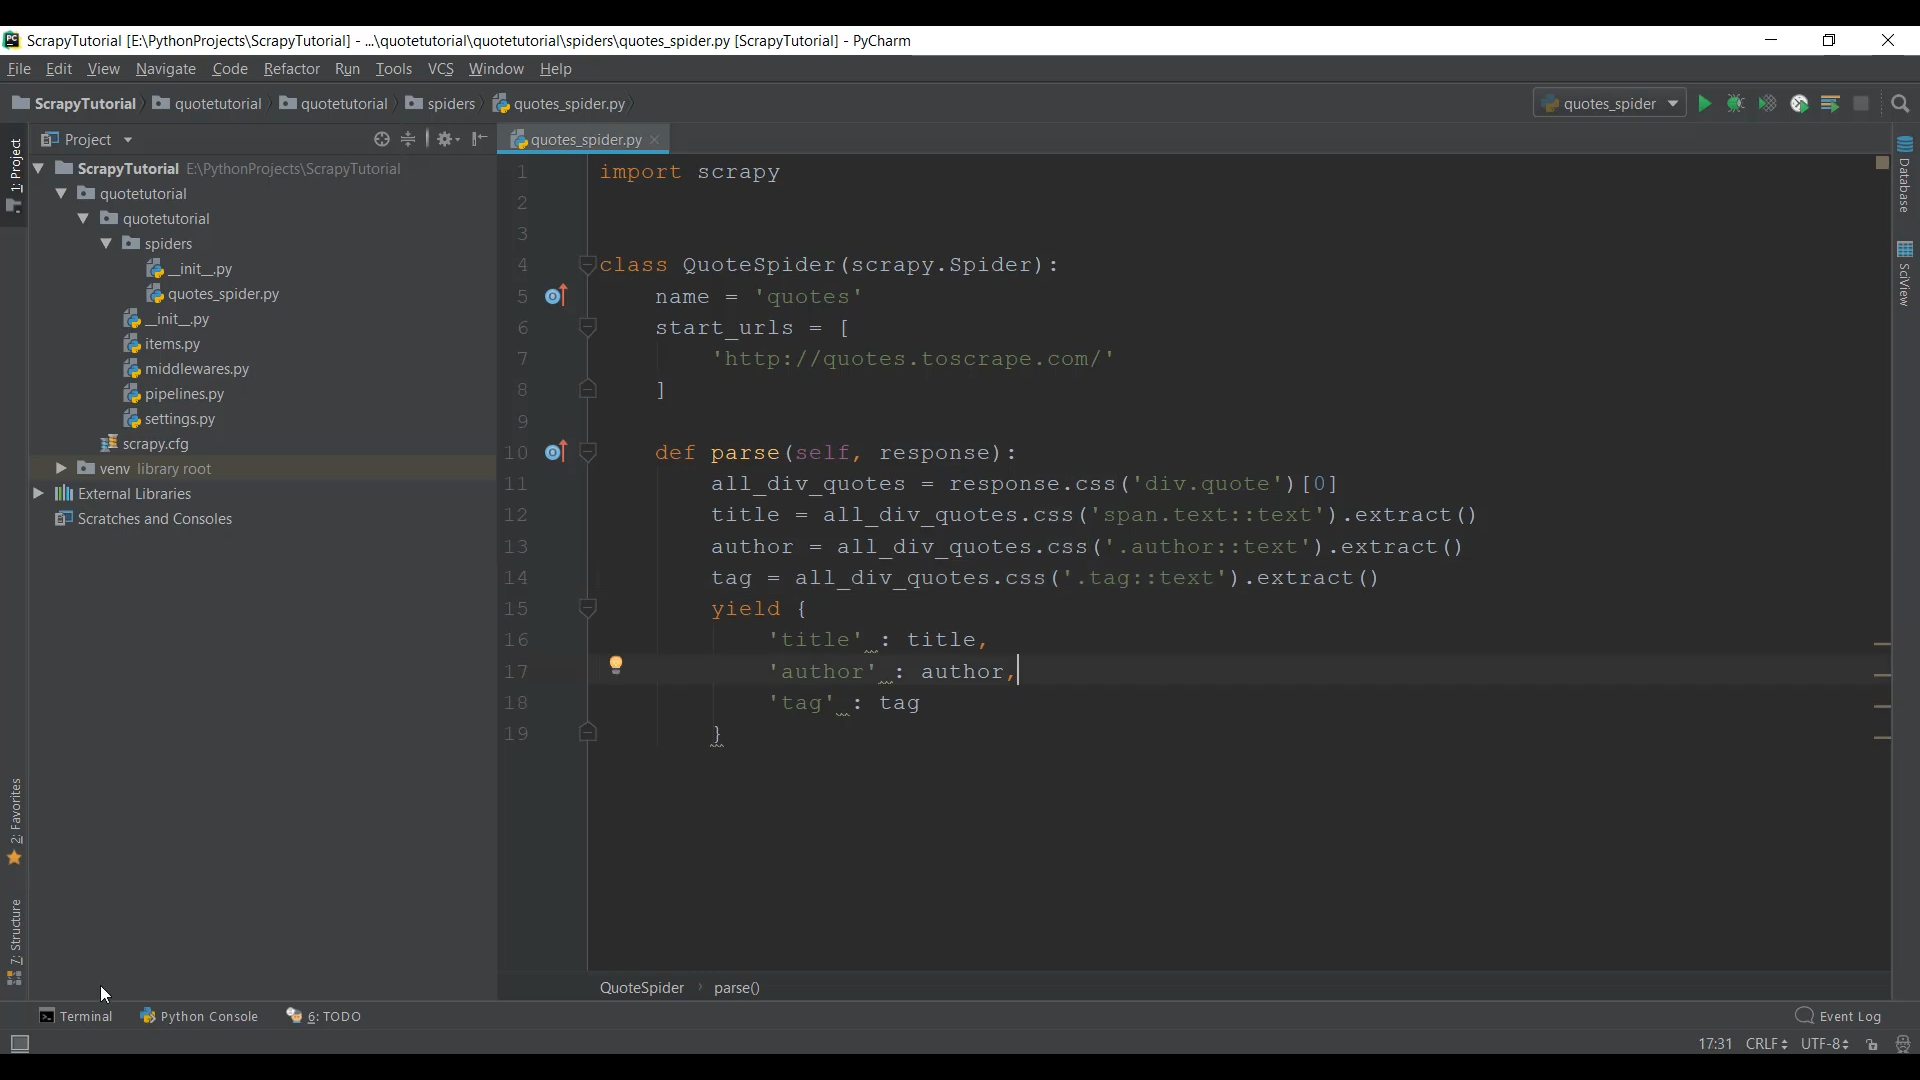 ScrapyTutorial [E:\PythonProjects\ScrapyTutorial] - ...\quotetutorial\quotetutorial\spiders\quotes_spider.py [ScrapyTutorial] - PyCharm
File Edit View Navigate Code Refactor Run Tools VCS Window Help
ScrapyTutorial quotetutorial quotetutorial spiders quotes_spider.py quotes_spider
1: Project
Project
ScrapyTutorial E:\PythonProjects\ScrapyTutorial
quotetutorial
quotetutorial
spiders
__init__.py
quotes_spider.py
__init__.py
items.py
middlewares.py
pipelines.py
settings.py
scrapy.cfg
venv library root
External Libraries
Scratches and Consoles
2: Favorites
7: Structure
quotes_spider.py
1 import scrapy
2
3
4 class QuoteSpider(scrapy.Spider):
5     name = 'quotes'
6     start_urls = [
7         'http://quotes.toscrape.com/'
8     ]
9
10     def parse(self, response):
11         all_div_quotes = response.css('div.quote')[0]
12         title = all_div_quotes.css('span.text::text').extract()
13         author = all_div_quotes.css('.author::text').extract()
14         tag = all_div_quotes.css('.tag::text').extract()
15         yield {
16             'title' : title,
17             'author' : author,
18             'tag' : tag
19         }
QuoteSpider parse()
Database
SciView
Terminal Python Console 6: TODO Event Log
17:31 CRLF UTF-8